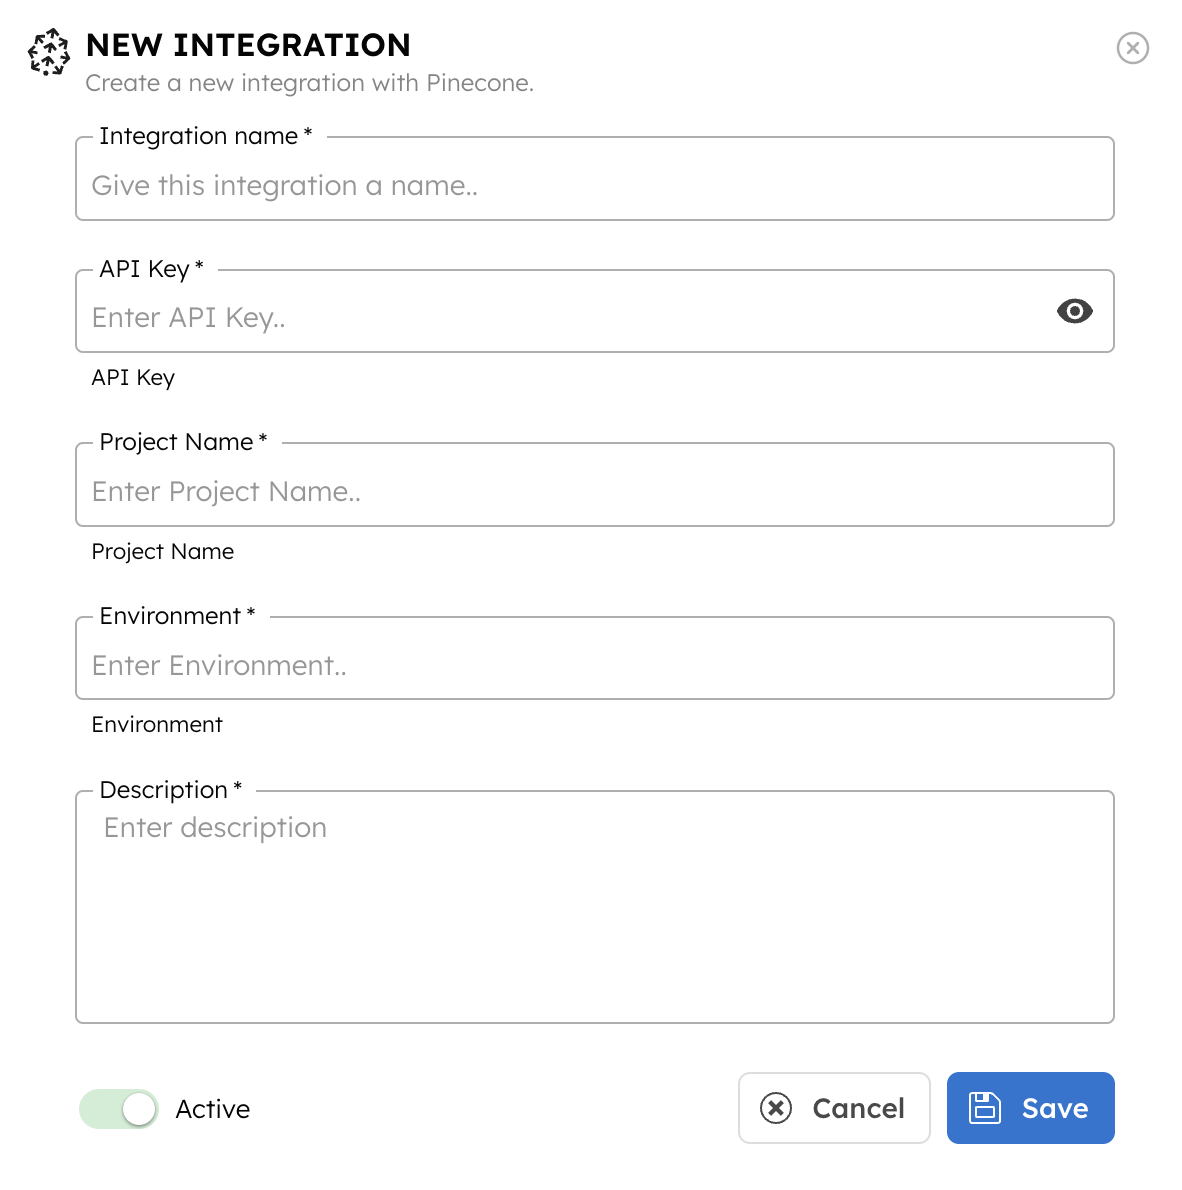 NEW INTEGRATION
Create a new integration with Pinecone.
Integration name *
Give this integration a name..
API Key *
Enter API Key..
API Key
Project Name *
Enter Project Name..
Project Name
Environment *
Enter Environment..
Environment
Description *
Enter description
Active
Cancel
Save